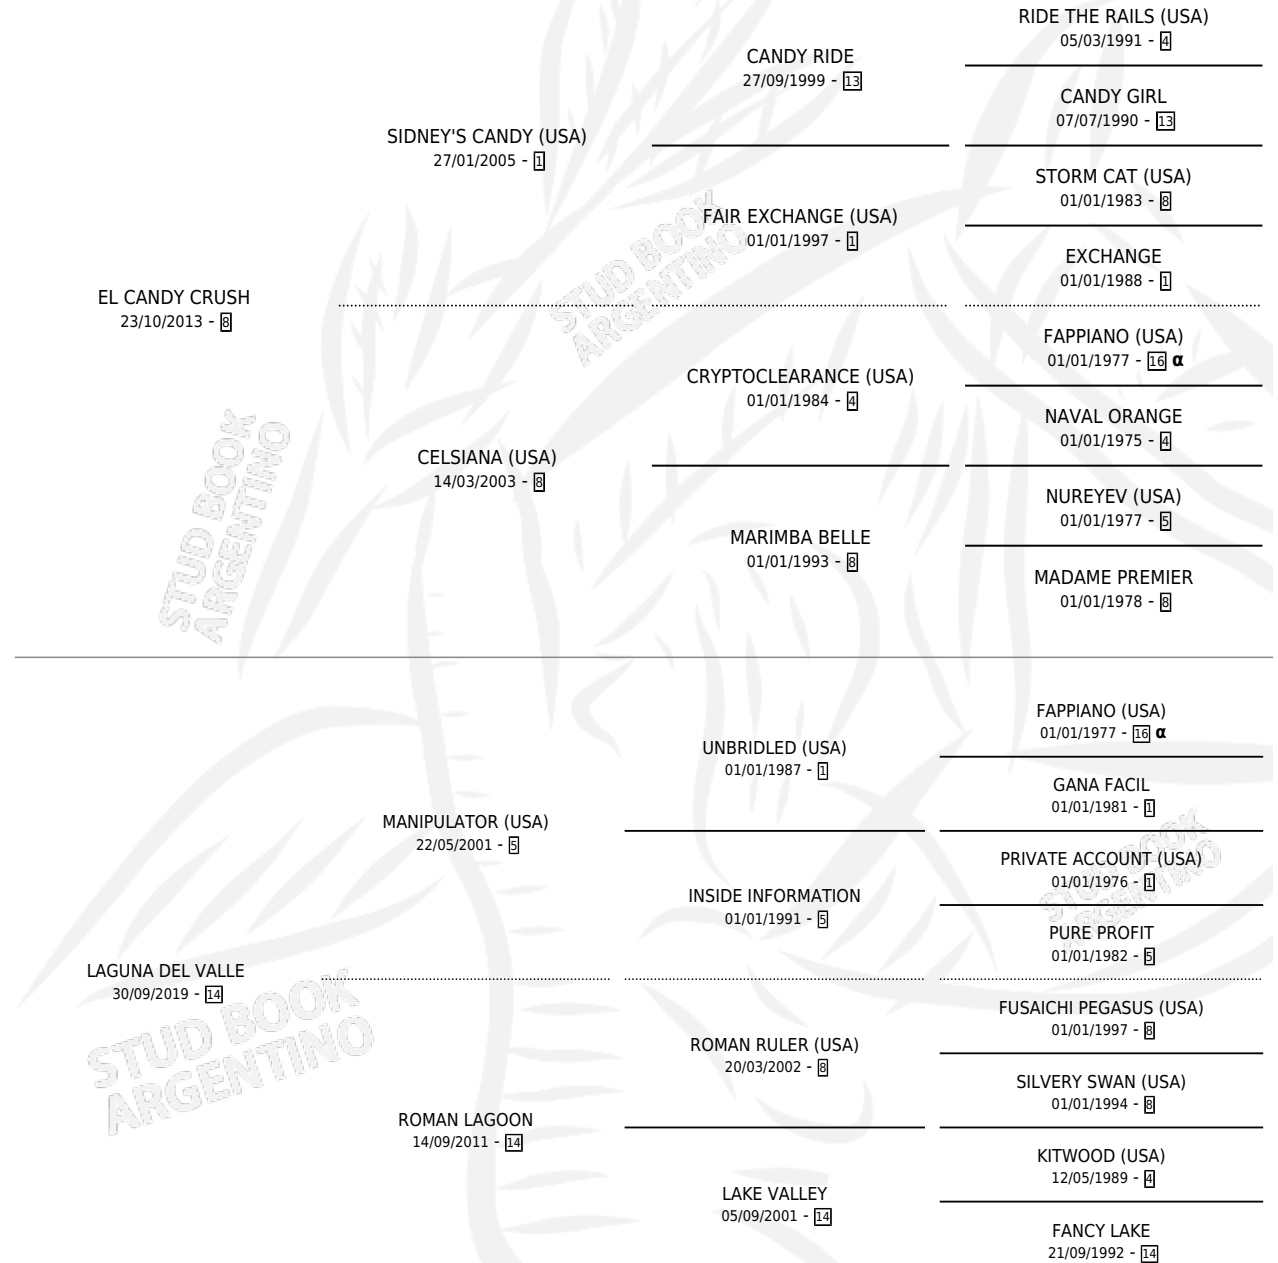 RIDE THE RAILS (USA)
05/03/1991 - 4
CANDY RIDE
27/09/1999 - 13
CANDY GIRL
07/07/1990 - 13
SIDNEY'S CANDY (USA)
27/01/2005 - 1
STORM CAT (USA)
01/01/1983 - 8
FAIR EXCHANGE (USA)
01/01/1997 - 1
EXCHANGE
01/01/1988 - 1
EL CANDY CRUSH
23/10/2013 - 8
FAPPIANO (USA)
01/01/1977 - 16 α
CRYPTOCLEARANCE (USA)
01/01/1984 - 4
NAVAL ORANGE
01/01/1975 - 4
CELSIANA (USA)
14/03/2003 - 8
NUREYEV (USA)
01/01/1977 - 5
MARIMBA BELLE
01/01/1993 - 8
MADAME PREMIER
01/01/1978 - 8
FAPPIANO (USA)
01/01/1977 - 16 α
UNBRIDLED (USA)
01/01/1987 - 1
GANA FACIL
01/01/1981 - 1
MANIPULATOR (USA)
22/05/2001 - 5
PRIVATE ACCOUNT (USA)
01/01/1976 - 1
INSIDE INFORMATION
01/01/1991 - 5
PURE PROFIT
01/01/1982 - 5
LAGUNA DEL VALLE
30/09/2019 - 14
FUSAICHI PEGASUS (USA)
01/01/1997 - 8
ROMAN RULER (USA)
20/03/2002 - 8
SILVERY SWAN (USA)
01/01/1994 - 8
ROMAN LAGOON
14/09/2011 - 14
KITWOOD (USA)
12/05/1989 - 4
LAKE VALLEY
05/09/2001 - 14
FANCY LAKE
21/09/1992 - 14
STUD BOOK
ARGENTINO
STUD BOOK
ARGENTINO
STUD BOOK
ARGENTINO
STUD BOOK
ARGENTINO